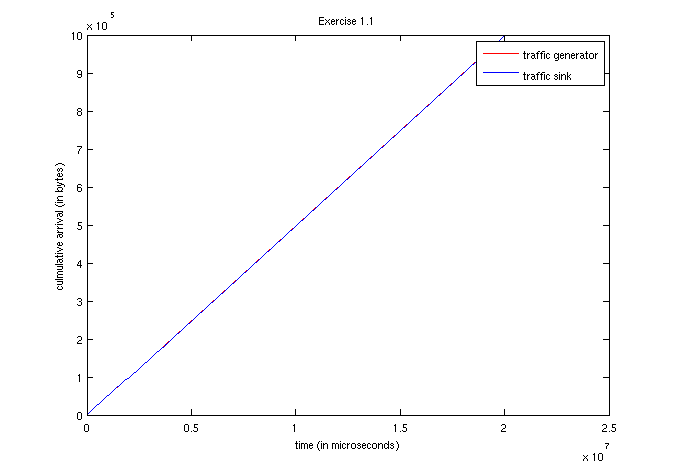 Exercise 1.1
x 10 5
10
9
8
7
6
5
4
3
2
1
0
culmulative arrival (in bytes)
traffic generator
traffic sink
0 0.5 1 1.5 2 2.5
time (in microseconds)
x 10 7